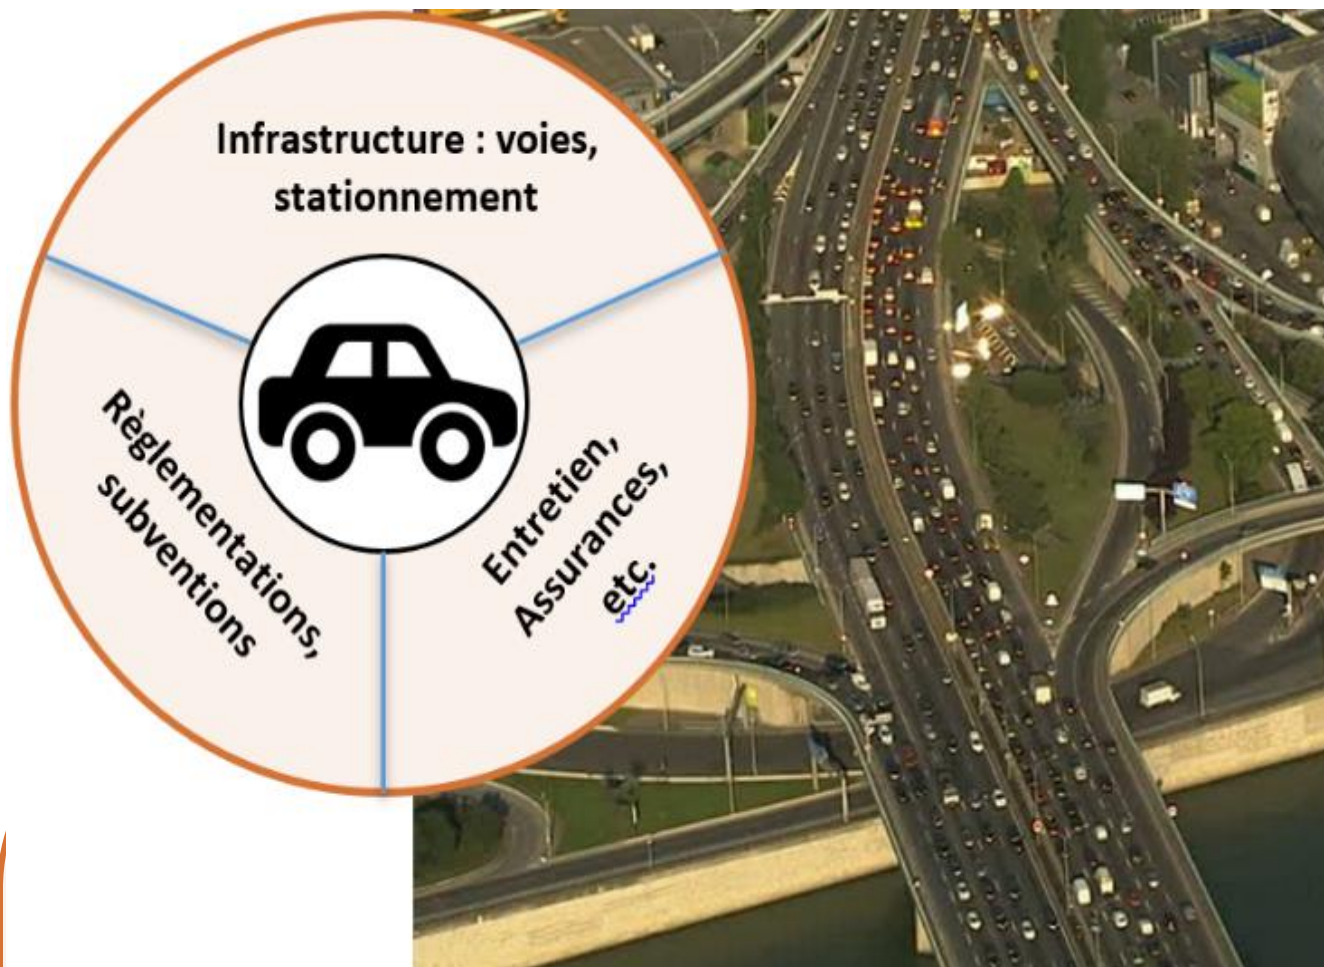 Infrastructure : voies,
stationnement
Règlementations,
subventions
Entretien,
Assurances,
etc.